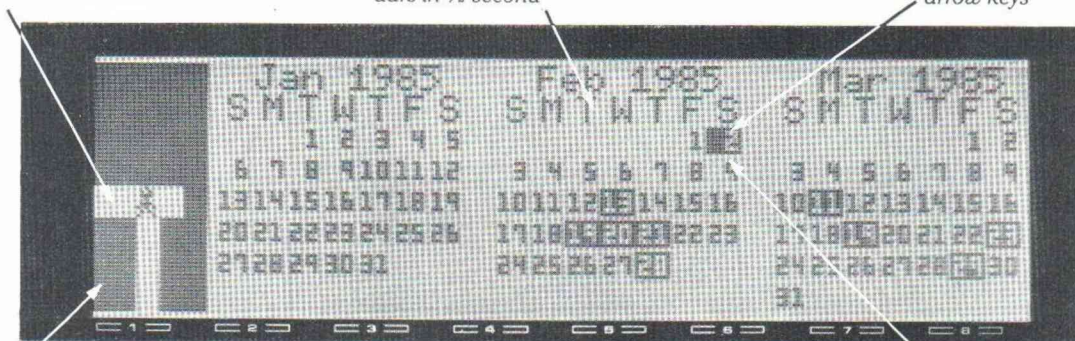 arrow keys
Jan 1985 Feb 1985 Mar 1985
S M T W T F S S M T W T F S S M T W T F S
1 2 3 4 5 1 2 1 2
6 7 8 9 10 11 12 3 4 5 6 7 8 9 3 4 5 6 7 8 9
13 14 15 16 17 18 19 10 11 12 13 14 15 16 10 11 12 13 14 15 16
20 21 22 23 24 25 26 17 18 19 20 21 22 23 17 18 19 20 21 22 23
27 28 29 30 31 24 25 26 27 28 24 25 26 27 28 29 30
31
1 2 3 4 5 6 7 8